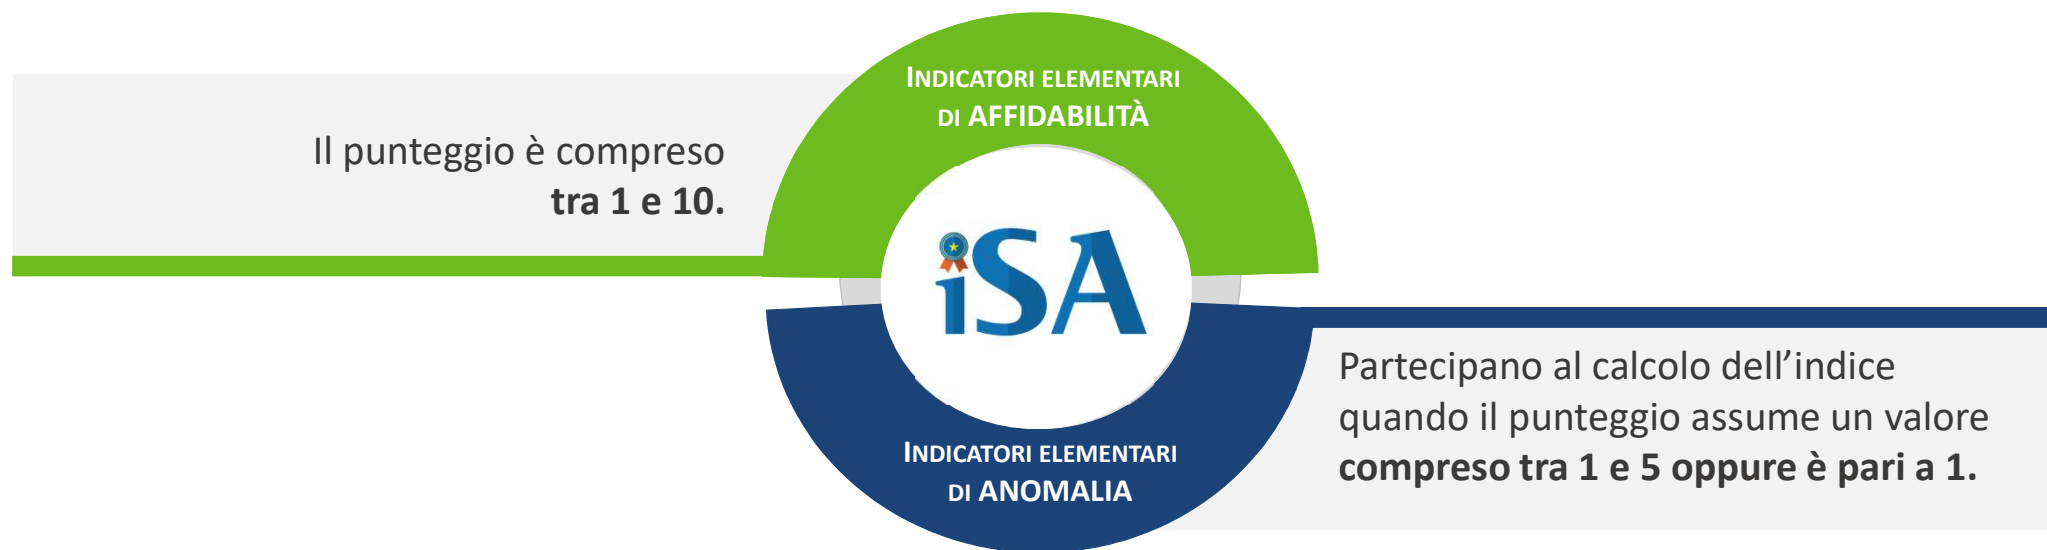 INDICATORI ELEMENTARI
DI AFFIDABILITÀ
Il punteggio è compreso
tra 1 e 10.
iSA
Partecipano al calcolo dell’indice
quando il punteggio assume un valore
compreso tra 1 e 5 oppure è pari a 1.
INDICATORI ELEMENTARI
DI ANOMALIA